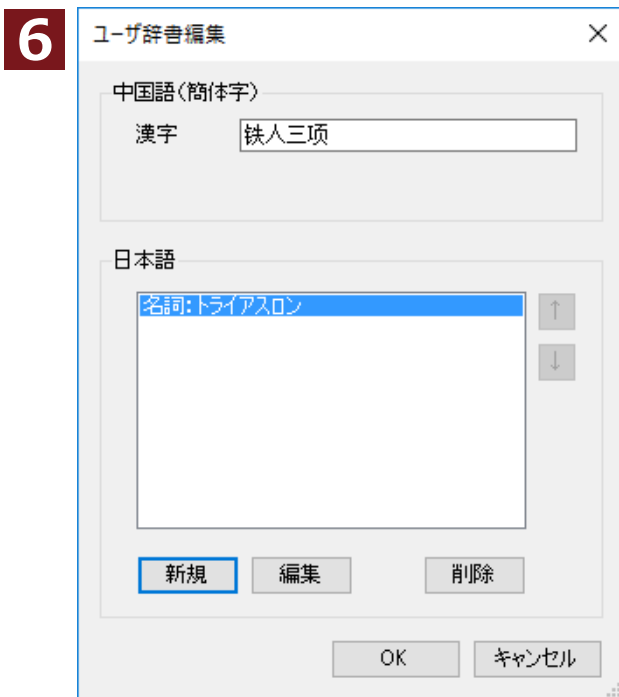 6
ユーザ辞書編集
中国語(簡体字)
漢字 铁人三项
日本語
名詞:トライアスロン
↑
↓
新規 編集 削除
OK キャンセル